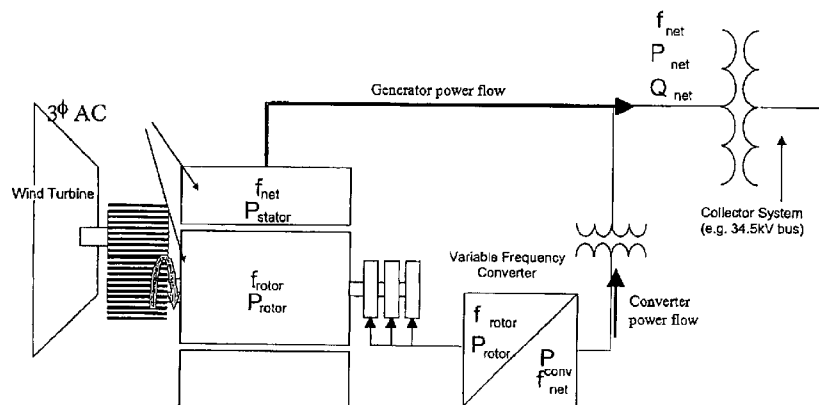 f net
P net
Q net
Generator power flow
3ϕ AC
Wind Turbine
f net
P stator
f rotor
P rotor
Variable Frequency
Converter
f rotor
P rotor
P conv
f net
Converter
power flow
Collector System
(e.g. 34.5kV bus)